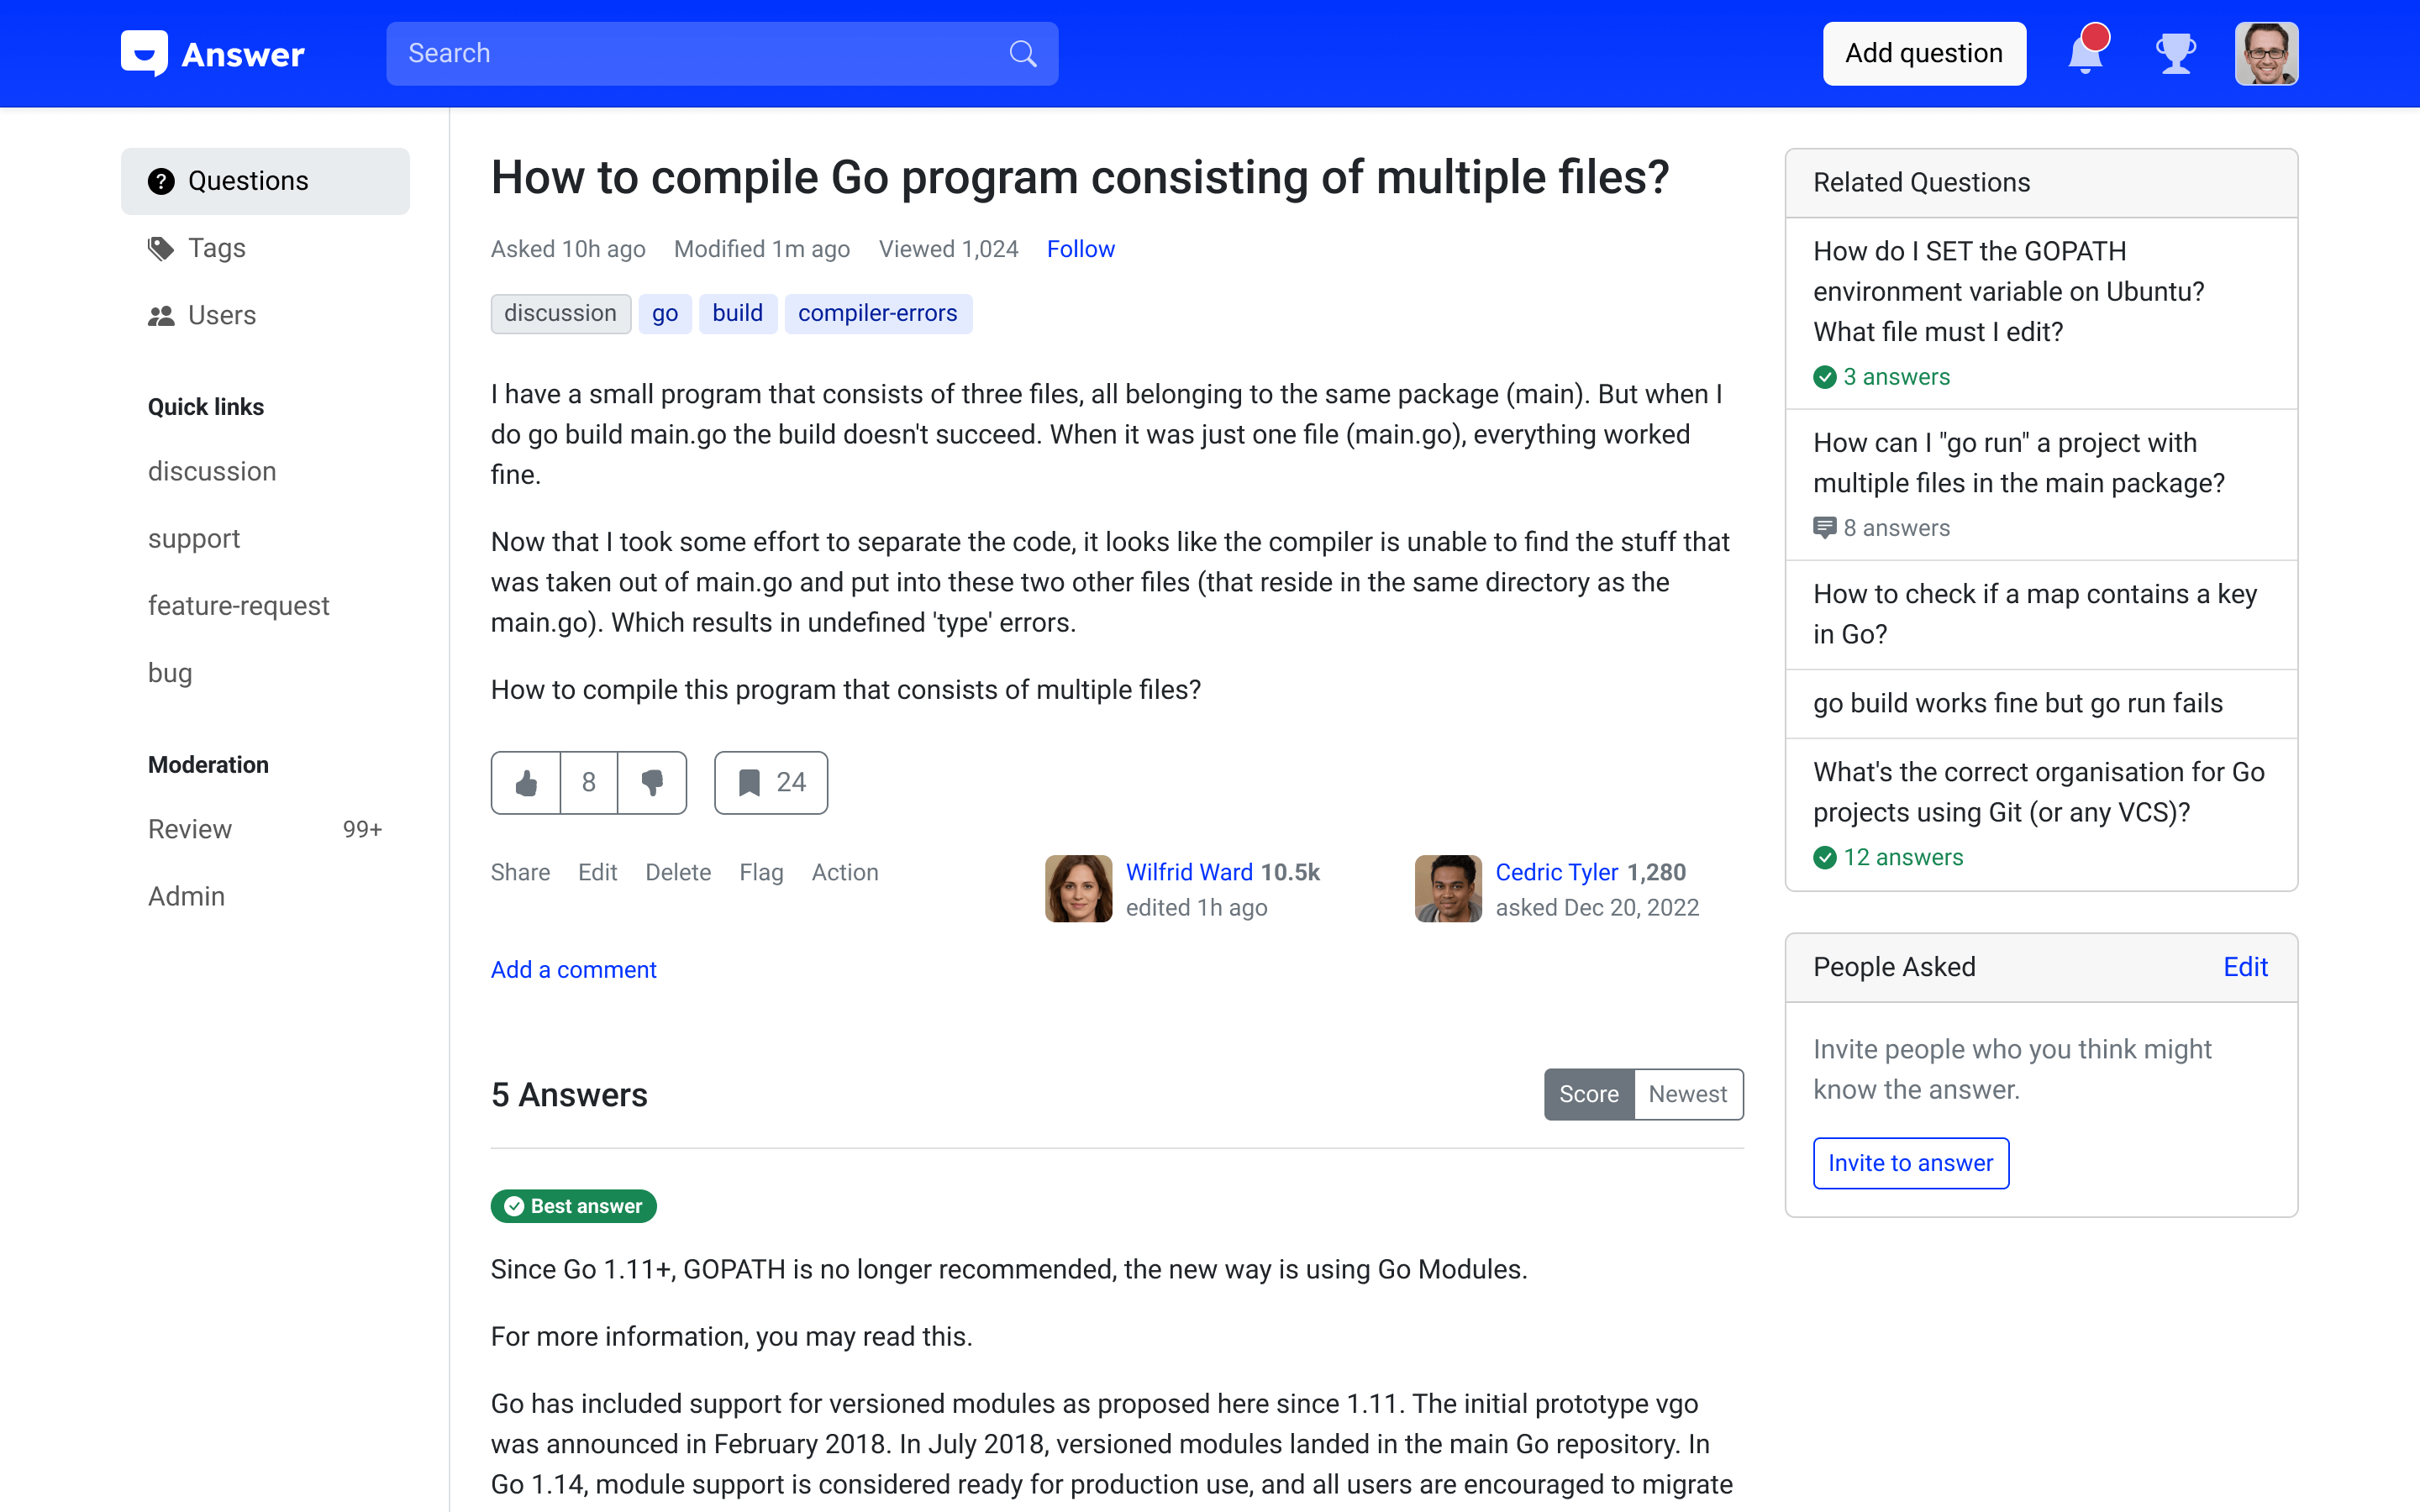 Answer
Search
Add question
Questions
Tags
Users
Quick links
discussion
support
feature-request
bug
Moderation
Review 99+
Admin
How to compile Go program consisting of multiple files?
Asked 10h ago Modified 1m ago Viewed 1,024 Follow
discussion go build compiler-errors
I have a small program that consists of three files, all belonging to the same package (main). But when I
do go build main.go the build doesn't succeed. When it was just one file (main.go), everything worked
fine.
Now that I took some effort to separate the code, it looks like the compiler is unable to find the stuff that
was taken out of main.go and put into these two other files (that reside in the same directory as the
main.go). Which results in undefined 'type' errors.
How to compile this program that consists of multiple files?
8
24
Share Edit Delete Flag Action
Wilfrid Ward 10.5k
edited 1h ago
Cedric Tyler 1,280
asked Dec 20, 2022
Add a comment
5 Answers
Score Newest
Best answer
Since Go 1.11+, GOPATH is no longer recommended, the new way is using Go Modules.
For more information, you may read this.
Go has included support for versioned modules as proposed here since 1.11. The initial prototype vgo
was announced in February 2018. In July 2018, versioned modules landed in the main Go repository. In
Go 1.14, module support is considered ready for production use, and all users are encouraged to migrate
Related Questions
How do I SET the GOPATH
environment variable on Ubuntu?
What file must I edit?
3 answers
How can I "go run" a project with
multiple files in the main package?
8 answers
How to check if a map contains a key
in Go?
go build works fine but go run fails
What's the correct organisation for Go
projects using Git (or any VCS)?
12 answers
People Asked Edit
Invite people who you think might
know the answer.
Invite to answer